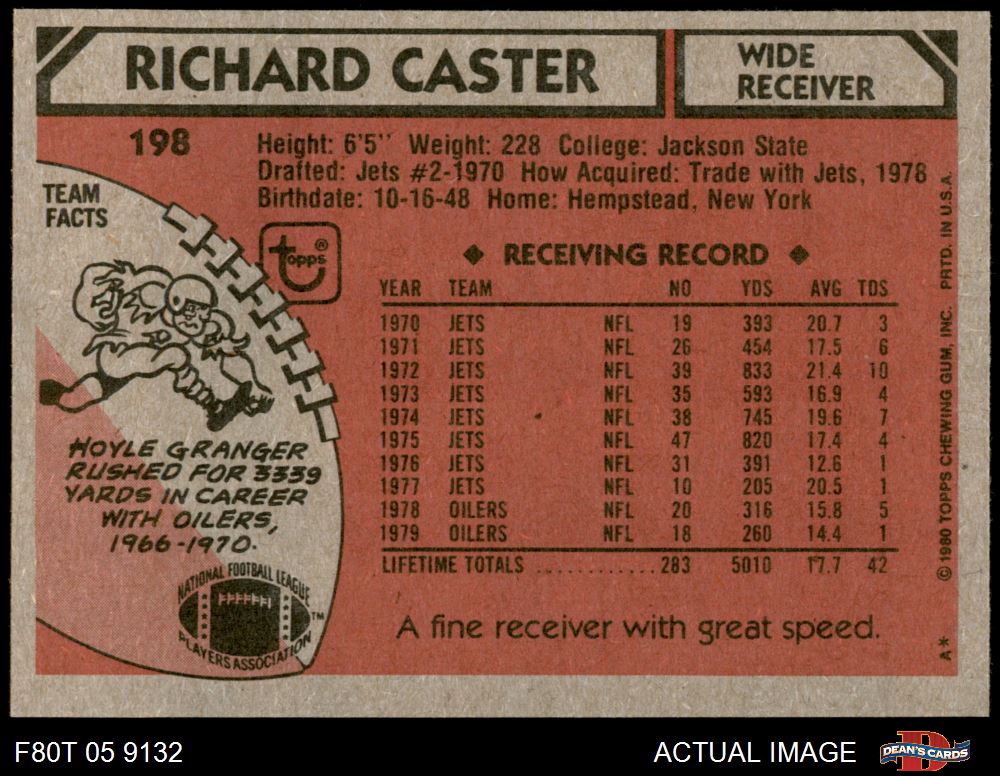 RICHARD CASTER
WIDE
RECEIVER
198
Height: 6'5'' Weight: 228 College: Jackson State
Drafted: Jets #2-1970 How Acquired: Trade with Jets, 1978
Birthdate: 10-16-48 Home: Hempstead, New York
TEAM
FACTS
topps®
◆ RECEIVING RECORD ◆
YEAR TEAM NO YDS AVG TDS
1970 JETS NFL 19 393 20.7 3
1971 JETS NFL 26 454 17.5 6
1972 JETS NFL 39 833 21.4 10
1973 JETS NFL 35 593 16.9 4
1974 JETS NFL 38 745 19.6 7
1975 JETS NFL 47 820 17.4 4
1976 JETS NFL 31 391 12.6 1
1977 JETS NFL 10 205 20.5 1
1978 OILERS NFL 20 316 15.8 5
1979 OILERS NFL 18 260 14.4 1
LIFETIME TOTALS ............ 283 5010 17.7 42
HOYLE GRANGER
RUSHED FOR 3339
YARDS IN CAREER
WITH OILERS,
1966-1970.
NATIONAL FOOTBALL LEAGUE
PLAYERS ASSOCIATION
TM
A fine receiver with great speed.
A* © 1980 TOPPS CHEWING GUM, INC. PRTD. IN U.S.A.
F80T 05 9132
ACTUAL IMAGE
D
DEAN'S CARDS